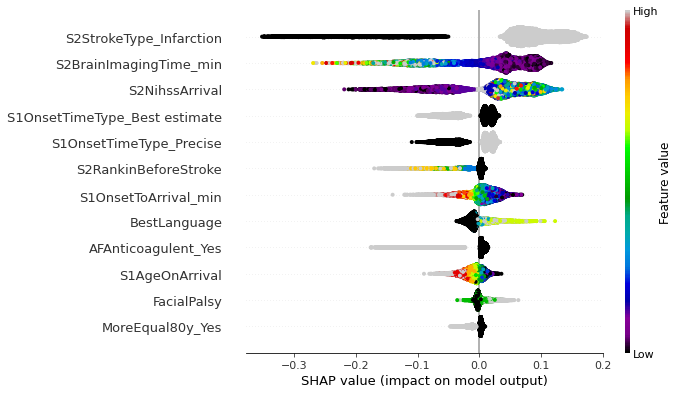 High
S2StrokeType_Infarction
S2BrainImagingTime_min
S2NihssArrival
S1OnsetTimeType_Best estimate
S1OnsetTimeType_Precise
S2RankinBeforeStroke
S1OnsetToArrival_min
BestLanguage
AFAnticoagulent_Yes
S1AgeOnArrival
FacialPalsy
MoreEqual80y_Yes
Feature value
Low
−0.3 −0.2 −0.1 0.0 0.1 0.2
SHAP value (impact on model output)